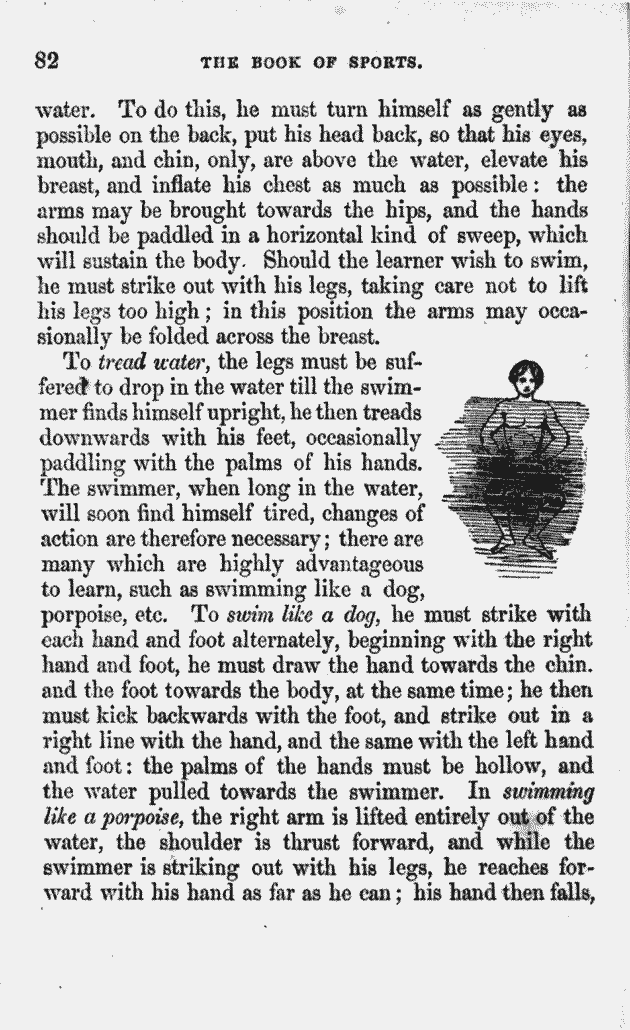 82 THE BOOK OF SPORTS.
water. To do this, he must turn himself as gently as
possible on the back, put his head back, so that his eyes,
mouth, and chin, only, are above the water, elevate his
breast, and inflate his chest as much as possible: the
arms may be brought towards the hips, and the hands
should be paddled in a horizontal kind of sweep, which
will sustain the body. Should the learner wish to swim,
he must strike out with his legs, taking care not to lift
his legs too high; in this position the arms may occa-
sionally be folded across the breast.
To tread water, the legs must be suf-
fered to drop in the water till the swim-
mer finds himself upright, he then treads
downwards with his feet, occasionally
paddling with the palms of his hands.
The swimmer, when long in the water,
will soon find himself tired, changes of
action are therefore necessary; there are
many which are highly advantageous
to learn, such as swimming like a dog,
porpoise, etc. To swim like a dog, he must strike with
each hand and foot alternately, beginning with the right
hand and foot, he must draw the hand towards the chin.
and the foot towards the body, at the same time; he then
must kick backwards with the foot, and strike out in a
right line with the hand, and the same with the left hand
and foot: the palms of the hands must be hollow, and
the water pulled towards the swimmer. In swimming
like a porpoise, the right arm is lifted entirely out of the
water, the shoulder is thrust forward, and while the
swimmer is striking out with his legs, he reaches for-
ward with his hand as far as he can; his hand then falls,